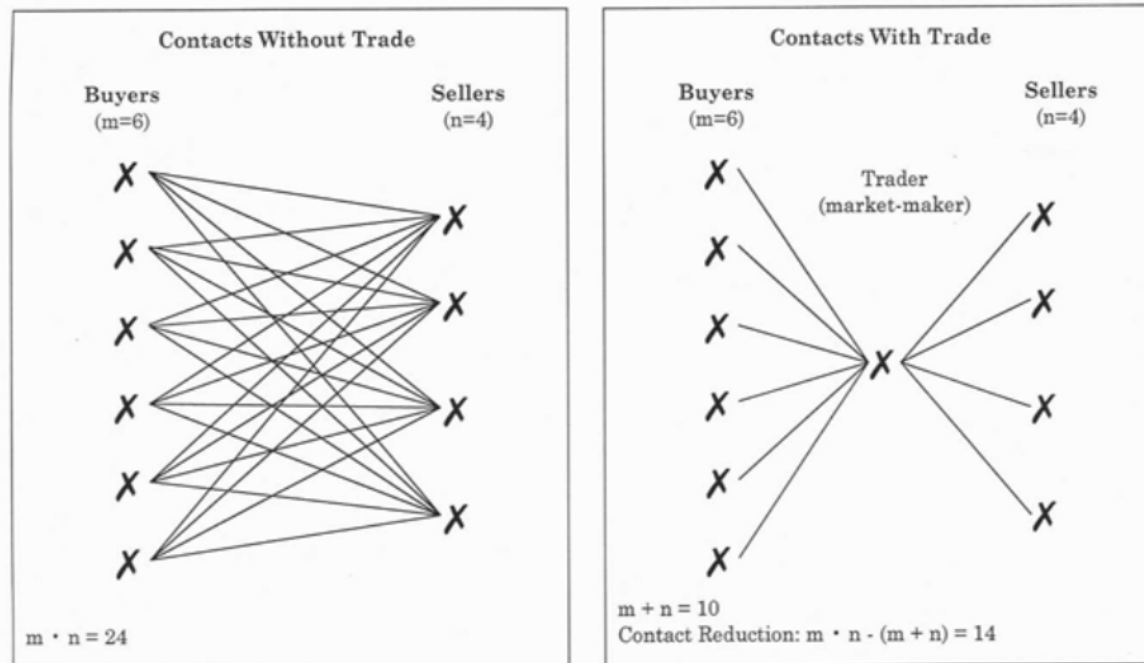 Contacts Without Trade
Buyers
(m=6)
Sellers
(n=4)
m · n = 24
Contacts With Trade
Buyers
(m=6)
Sellers
(n=4)
Trader
(market-maker)
m + n = 10
Contact Reduction: m · n - (m + n) = 14